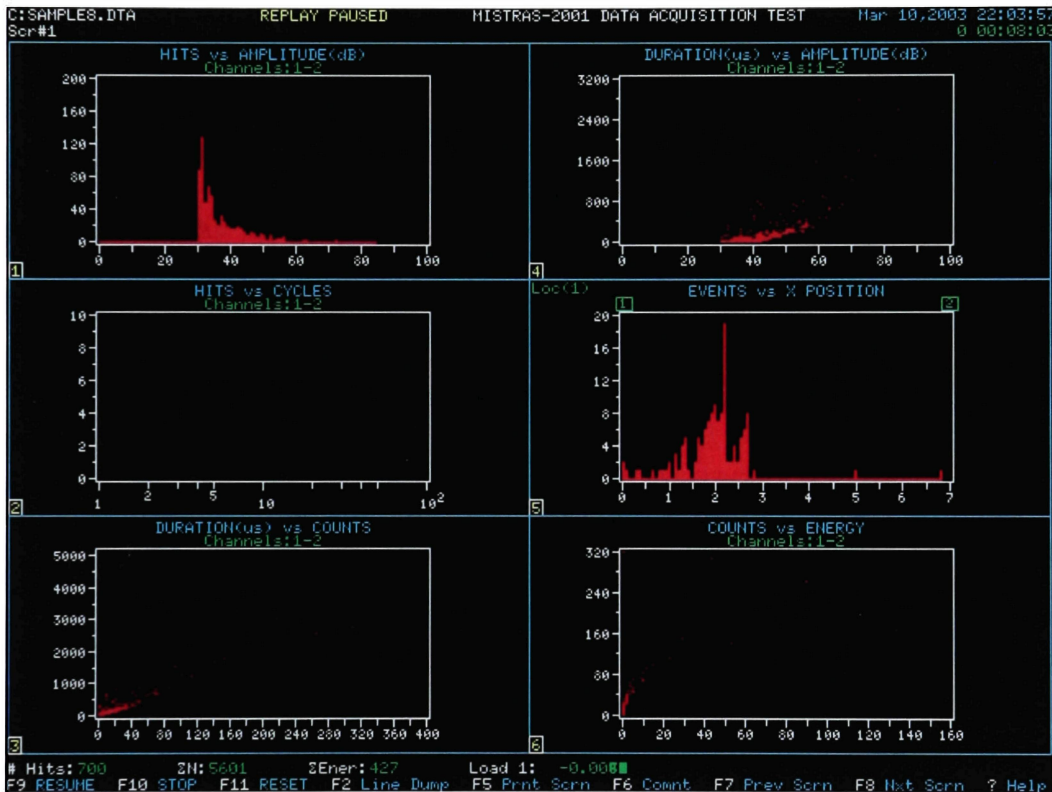 C:SAMPLE8.DTA REPLAY PAUSED MISTRAS-2001 DATA ACQUISITION TEST Mar 10,2003 22:03:57
Scr#1 0 00:08:03
HITS vs AMPLITUDE(dB)
Channels:1-2
200
160
120
80
40
0
0 20 40 60 80 100
1
DURATION(us) vs AMPLITUDE(dB)
Channels:1-2
3200
2400
1600
800
0
0 20 40 60 80 100
4
HITS vs CYCLES
Channels:1-2
10
8
6
4
2
0
1 2 5 10 10²
2
Loc(1) EVENTS vs X POSITION
1 2
20
16
12
8
4
0
0 1 2 3 4 5 6 7
5
DURATION(us) vs COUNTS
Channels:1-2
5000
4000
3000
2000
1000
0
0 40 80 120 160 200 240 280 320 360 400
3
COUNTS vs ENERGY
Channels:1-2
320
240
160
80
0
0 20 40 60 80 100 120 140 160
6
# Hits:700 ΣN:5601 ΣEner:427 Load 1:
F9 RESUME F10 STOP F11 RESET F2 Line Dump F5 Prnt Scrn F6 Comnt F7 Prev Scrn F8 Nxt Scrn ? Help